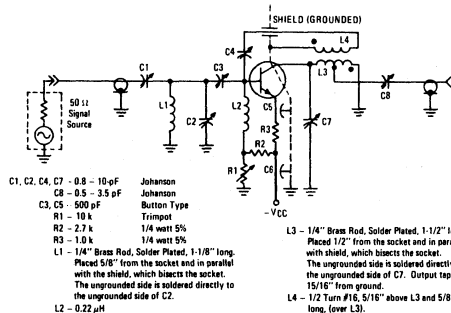 SHIELD (GROUNDED)
L4
C4
C1
C3
L3
C8
50 Ω
Signal
Source
L1
C2
L2
C5
R3
R2
C7
R1
C6
-VCC
C1, C2, C4, C7 - 0.8 - 10-pF Johanson
C8 - 0.5 - 3.5 pF Johanson
C3, C5 - 500 pF Button Type
R1 - 10 k Trimpot
R2 - 2.7 k 1/4 watt 5%
R3 - 1.0 k 1/4 watt 5%
L1 - 1/4" Brass Rod, Solder Plated, 1-1/8" long.
Placed 5/8" from the socket and in parallel
with the shield, which bisects the socket.
The ungrounded side is soldered directly to
the ungrounded side of C2.
L2 - 0.22 μH
L3 - 1/4" Brass Rod, Solder Plated, 1-1/2" l
Placed 1/2" from the socket and in para
with shield, which bisects the socket.
The ungrounded side is soldered directly
the ungrounded side of C7. Output tap
15/16" from ground.
L4 - 1/2 Turn #16, 5/16" above L3 and 5/8
long, (over L3).